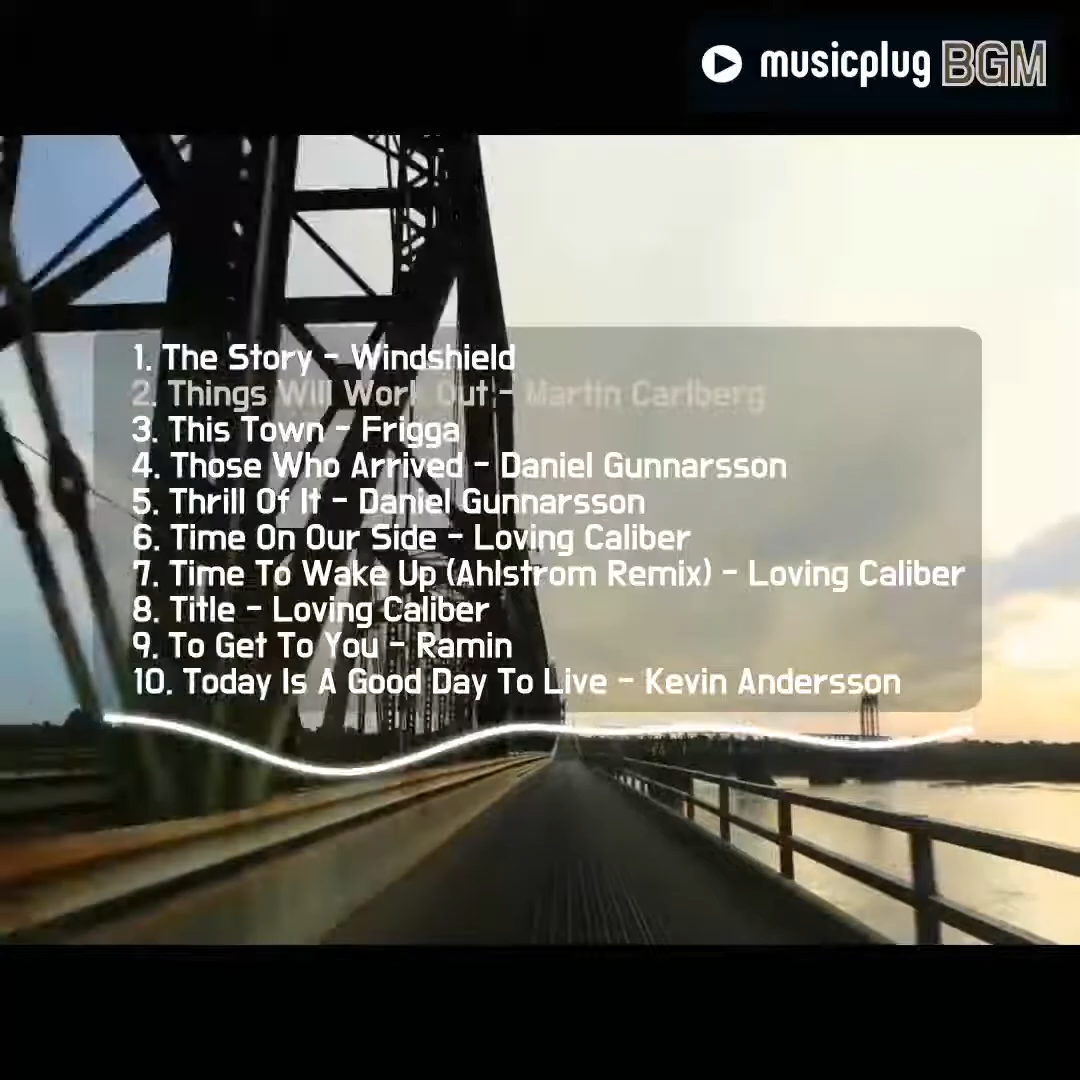 musicplug BGM
1. The Story - Windshield
2. Things Will Work Out - Martin Carlberg
3. This Town - Frigga
4. Those Who Arrived - Daniel Gunnarsson
5. Thrill Of It - Daniel Gunnarsson
6. Time On Our Side - Loving Caliber
7. Time To Wake Up (Ahlstrom Remix) - Loving Caliber
8. Title - Loving Caliber
9. To Get To You - Ramin
10. Today Is A Good Day To Live - Kevin Andersson